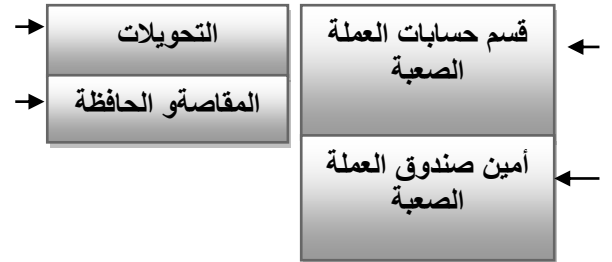 قسم حسابات العملة
الصعبة
أمين صندوق العملة
الصعبة
التحويلات
المقاصةو الحافظة